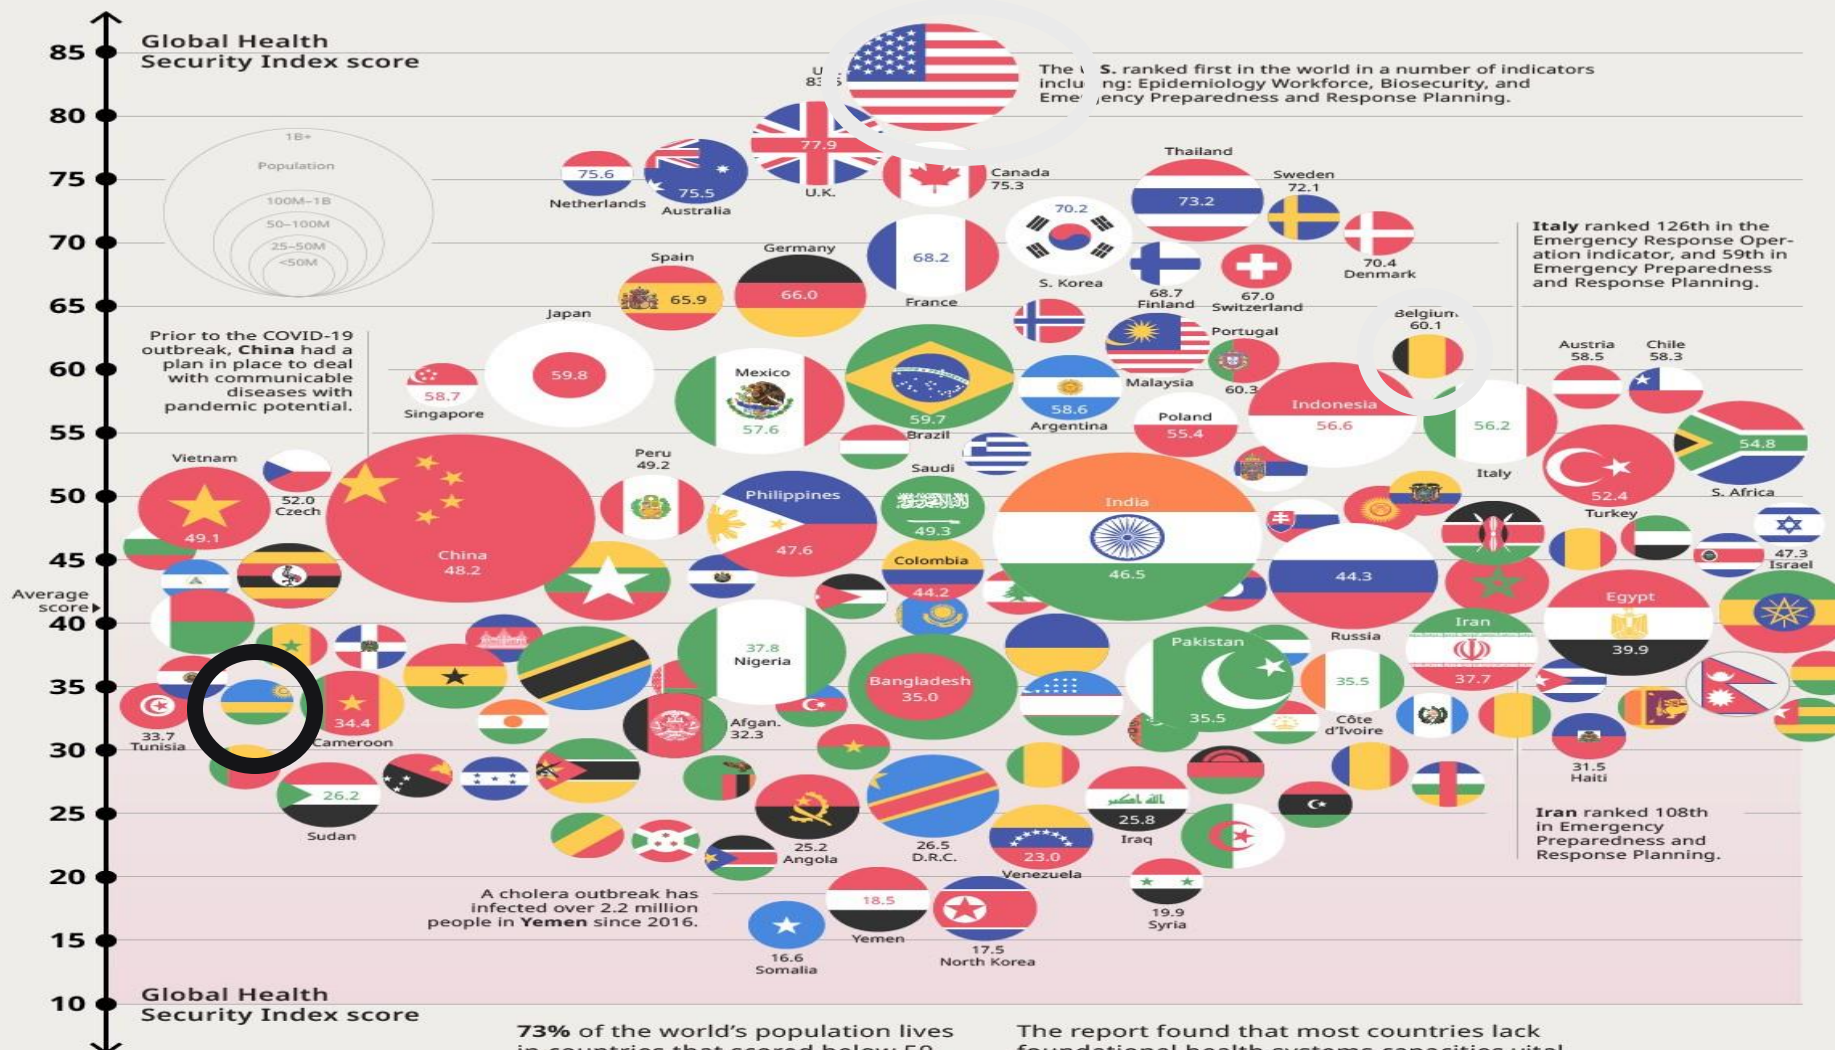 85
Global Health
Security Index score
The S. ranked first in the world in a number of indicators
Epidemiology Workforce, Biosecurity, and
Preparedness and Response Planning.
80
1B+
Population
100M–1B
50–100M
25–50M
<50M
77.9
U.K.
75
75.6
Netherlands
75.5
Australia
Canada
75.3
Thailand
73.2
Sweden
72.1
70
70.2
S. Korea
70.4
Denmark
Italy ranked 126th in the
Emergency Response Oper-
ation indicator, and 59th in
Emergency Preparedness
and Response Planning.
Germany
66.0
68.2
France
68.7
Finland
67.0
Switzerland
65
Spain
65.9
Japan
59.8
Belgium
60.1
Portugal
60.3
Malaysia
Austria
58.5
Chile
58.3
Prior to the COVID-19
outbreak, China had a
plan in place to deal
with communicable
diseases with
pandemic potential.
60
58.7
Singapore
Mexico
57.6
59.7
Brazil
58.6
Argentina
Poland
55.4
Indonesia
56.6
56.2
Italy
54.8
S. Africa
55
Vietnam
49.1
52.0
Czech
Peru
49.2
Saudi
49.3
52.4
Turkey
50
China
48.2
Philippines
47.6
India
46.5
47.3
Israel
45
Colombia
44.2
44.3
Russia
Egypt
39.9
Average
score
40
37.8
Nigeria
Bangladesh
35.0
Pakistan
35.5
35.5
Côte
d’Ivoire
Iran
37.7
35
33.7
Tunisia
34.4
Cameroon
Afgan.
32.3
31.5
Haiti
30
26.2
Sudan
25
25.2
Angola
26.5
D.R.C.
23.0
Venezuela
الله اكبر
25.8
Iraq
Iran ranked 108th
in Emergency
Preparedness and
Response Planning.
20
A cholera outbreak has
infected over 2.2 million
people in Yemen since 2016.
18.5
Yemen
19.9
Syria
15
16.6
Somalia
17.5
North Korea
10
Global Health
Security Index score
73% of the world’s population lives
in countries that scored below 50
The report found that most countries lack
foundational health systems capacities vital